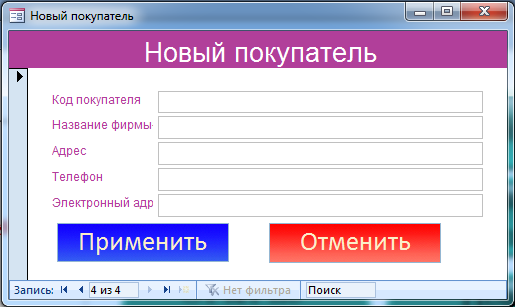 Новый покупатель
Новый покупатель
Код покупателя
Название фирмы
Адрес
Телефон
Электронный адр
Применить Отменить
Запись: 4 из 4 Нет фильтра Поиск